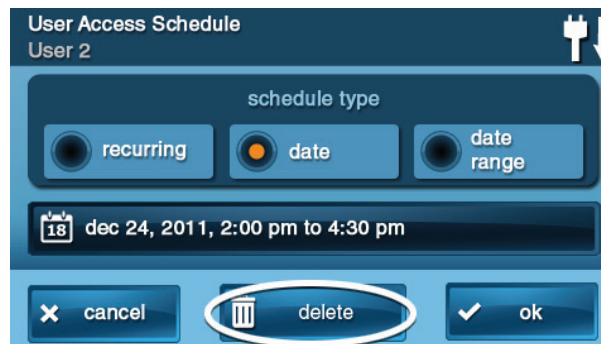 User Access Schedule
User 2
schedule type
recurring
date
date
range
18 dec 24, 2011, 2:00 pm to 4:30 pm
cancel
delete
ok